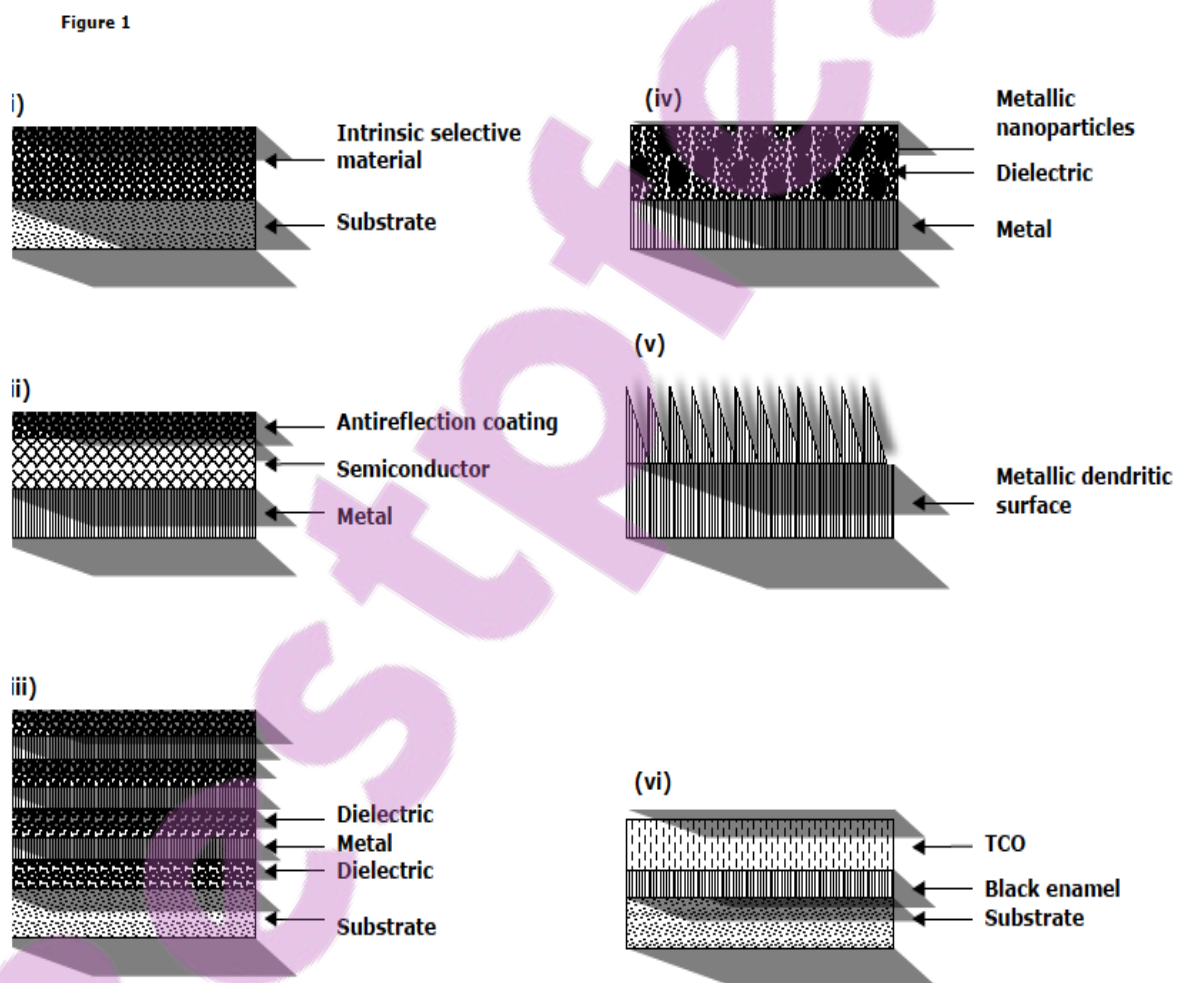 Figure 1
i)
Intrinsic selective
material
Substrate
ii)
Antireflection coating
Semiconductor
Metal
iii)
Dielectric
Metal
Dielectric
Substrate
(iv)
Metallic
nanoparticles
Dielectric
Metal
(v)
Metallic dendritic
surface
(vi)
TCO
Black enamel
Substrate